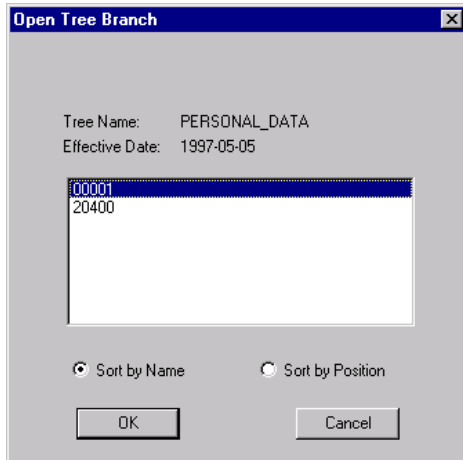 Open Tree Branch
Tree Name: PERSONAL_DATA
Effective Date: 1997-05-05
00001
20400
Sort by Name Sort by Position
OK Cancel